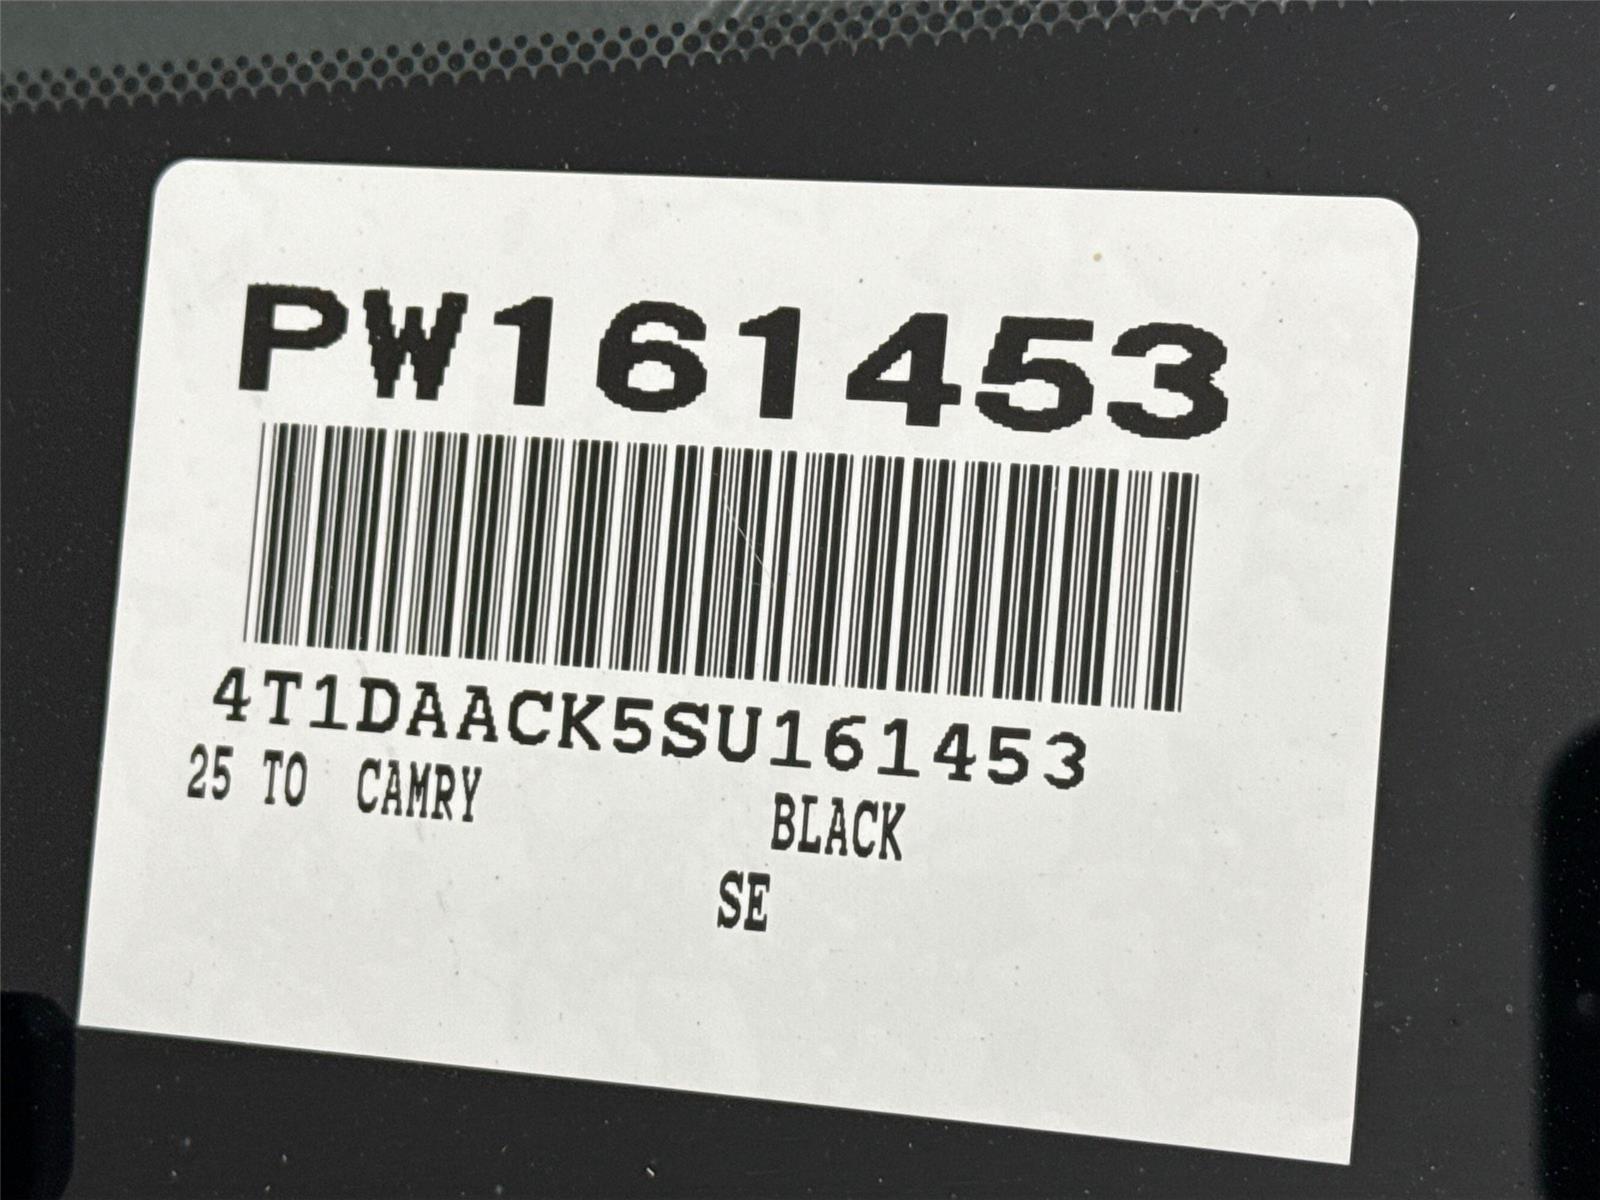 PW161453
4T1DAACK5SU161453
25 TO CAMRY BLACK
SE